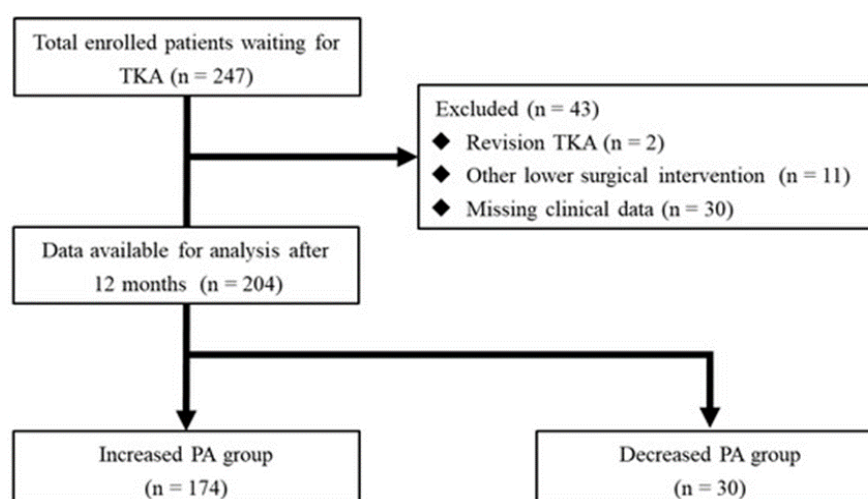 Total enrolled patients waiting for
TKA (n = 247)
Excluded (n = 43)
◆ Revision TKA (n = 2)
◆ Other lower surgical intervention (n = 11)
◆ Missing clinical data (n = 30)
Data available for analysis after
12 months (n = 204)
Increased PA group
(n = 174)
Decreased PA group
(n = 30)